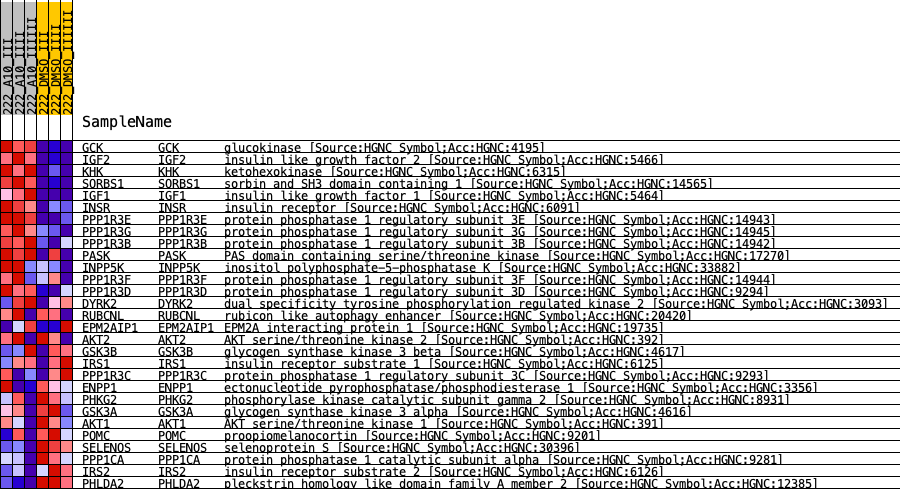 222_A10_III
222_A10_IIII
222_A10_IIIIII
222_DMSO_III
222_DMSO_IIII
222_DMSO_IIIIII
SampleName
GCK GCK glucokinase [Source:HGNC Symbol;Acc:HGNC:4195]
IGF2 IGF2 insulin like growth factor 2 [Source:HGNC Symbol;Acc:HGNC:5466]
KHK KHK ketohexokinase [Source:HGNC Symbol;Acc:HGNC:6315]
SORBS1 SORBS1 sorbin and SH3 domain containing 1 [Source:HGNC Symbol;Acc:HGNC:14565]
IGF1 IGF1 insulin like growth factor 1 [Source:HGNC Symbol;Acc:HGNC:5464]
INSR INSR insulin receptor [Source:HGNC Symbol;Acc:HGNC:6091]
PPP1R3E PPP1R3E protein phosphatase 1 regulatory subunit 3E [Source:HGNC Symbol;Acc:HGNC:14943]
PPP1R3G PPP1R3G protein phosphatase 1 regulatory subunit 3G [Source:HGNC Symbol;Acc:HGNC:14945]
PPP1R3B PPP1R3B protein phosphatase 1 regulatory subunit 3B [Source:HGNC Symbol;Acc:HGNC:14942]
PASK PASK PAS domain containing serine/threonine kinase [Source:HGNC Symbol;Acc:HGNC:17270]
INPP5K INPP5K inositol polyphosphate-5-phosphatase K [Source:HGNC Symbol;Acc:HGNC:33882]
PPP1R3F PPP1R3F protein phosphatase 1 regulatory subunit 3F [Source:HGNC Symbol;Acc:HGNC:14944]
PPP1R3D PPP1R3D protein phosphatase 1 regulatory subunit 3D [Source:HGNC Symbol;Acc:HGNC:9294]
DYRK2 DYRK2 dual specificity tyrosine phosphorylation regulated kinase 2 [Source:HGNC Symbol;Acc:HGNC:3093]
RUBCNL RUBCNL rubicon like autophagy enhancer [Source:HGNC Symbol;Acc:HGNC:20420]
EPM2AIP1 EPM2AIP1 EPM2A interacting protein 1 [Source:HGNC Symbol;Acc:HGNC:19735]
AKT2 AKT2 AKT serine/threonine kinase 2 [Source:HGNC Symbol;Acc:HGNC:392]
GSK3B GSK3B glycogen synthase kinase 3 beta [Source:HGNC Symbol;Acc:HGNC:4617]
IRS1 IRS1 insulin receptor substrate 1 [Source:HGNC Symbol;Acc:HGNC:6125]
PPP1R3C PPP1R3C protein phosphatase 1 regulatory subunit 3C [Source:HGNC Symbol;Acc:HGNC:9293]
ENPP1 ENPP1 ectonucleotide pyrophosphatase/phosphodiesterase 1 [Source:HGNC Symbol;Acc:HGNC:3356]
PHKG2 PHKG2 phosphorylase kinase catalytic subunit gamma 2 [Source:HGNC Symbol;Acc:HGNC:8931]
GSK3A GSK3A glycogen synthase kinase 3 alpha [Source:HGNC Symbol;Acc:HGNC:4616]
AKT1 AKT1 AKT serine/threonine kinase 1 [Source:HGNC Symbol;Acc:HGNC:391]
POMC POMC proopiomelanocortin [Source:HGNC Symbol;Acc:HGNC:9201]
SELENOS SELENOS selenoprotein S [Source:HGNC Symbol;Acc:HGNC:30396]
PPP1CA PPP1CA protein phosphatase 1 catalytic subunit alpha [Source:HGNC Symbol;Acc:HGNC:9281]
IRS2 IRS2 insulin receptor substrate 2 [Source:HGNC Symbol;Acc:HGNC:6126]
PHLDA2 PHLDA2 pleckstrin homology like domain family A member 2 [Source:HGNC Symbol;Acc:HGNC:12385]